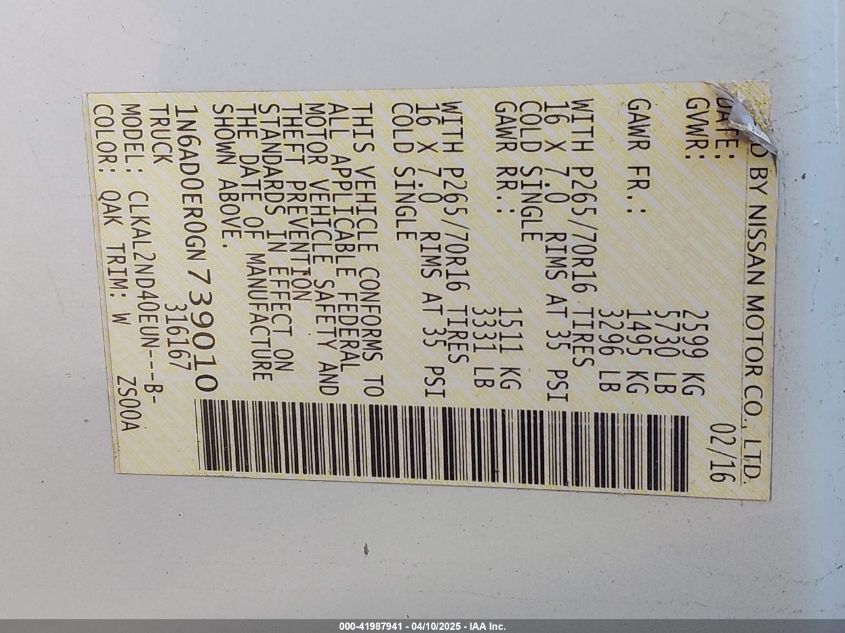 D BY NISSAN MOTOR CO., LTD.
DATE: 02/16
GVWR: 2599 KG
5730 LB
GAWR FR.: 1495 KG
3296 LB
WITH P265/70R16 TIRES
16 X 7.0 RIMS AT 35 PSI
COLD SINGLE
GAWR RR.: 1511 KG
3331 LB
WITH P265/70R16 TIRES
16 X 7.0 RIMS AT 35 PSI
COLD SINGLE
THIS VEHICLE CONFORMS TO
ALL APPLICABLE FEDERAL
MOTOR VEHICLE SAFETY AND
THEFT PREVENTION
STANDARDS IN EFFECT ON
THE DATE OF MANUFACTURE
SHOWN ABOVE.
1N6AD0ER0GN739010
TRUCK 316167
MODEL: CLKAL2ND40EUN---B-
COLOR: QAK TRIM: W ZS00A
000-41987941 - 04/10/2025 - IAA Inc.